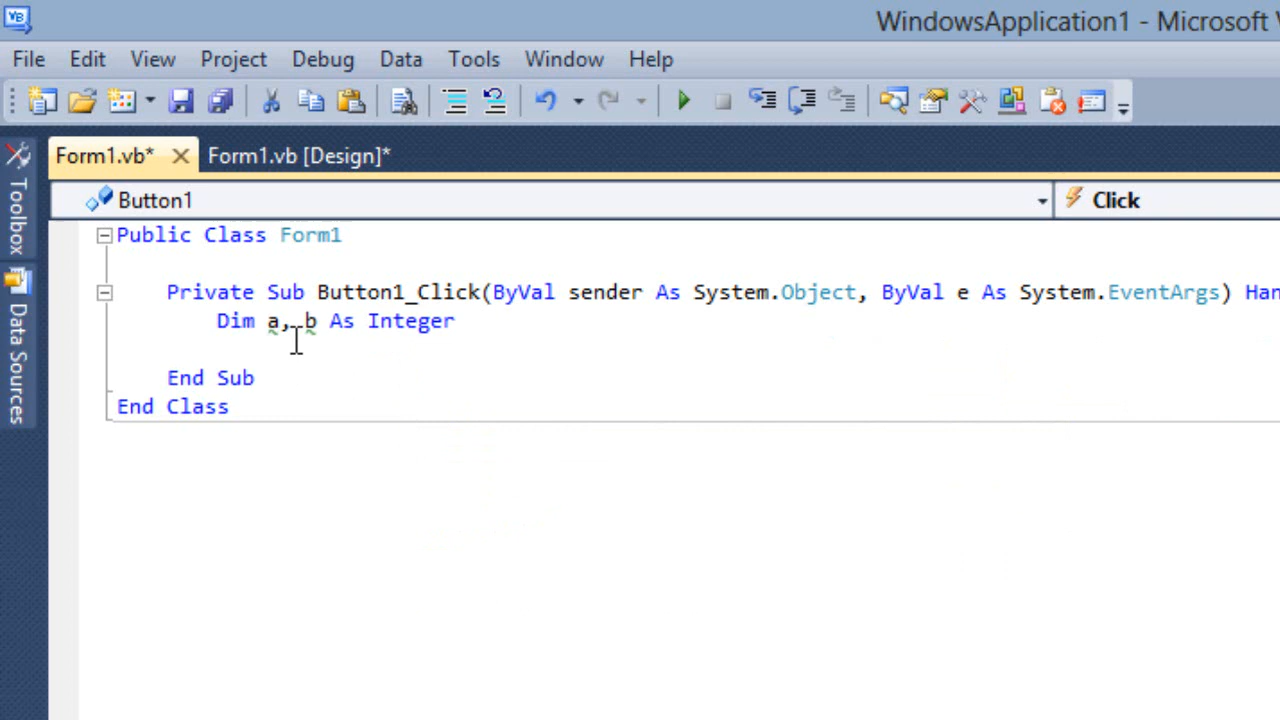 WindowsApplication1 - Microsoft
File Edit View Project Debug Data Tools Window Help
Form1.vb* Form1.vb [Design]*
Toolbox
Data Sources
Button1 Click
Public Class Form1
Private Sub Button1_Click(ByVal sender As System.Object, ByVal e As System.EventArgs) Han
Dim a, b As Integer
End Sub
End Class